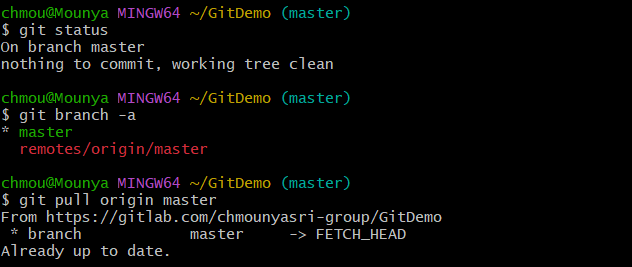 chmou@Mounya MINGW64 ~/GitDemo (master)
$ git status
On branch master
nothing to commit, working tree clean
chmou@Mounya MINGW64 ~/GitDemo (master)
$ git branch -a
* master
  remotes/origin/master
chmou@Mounya MINGW64 ~/GitDemo (master)
$ git pull origin master
From https://gitlab.com/chmounyasri-group/GitDemo
 * branch            master     -> FETCH_HEAD
Already up to date.